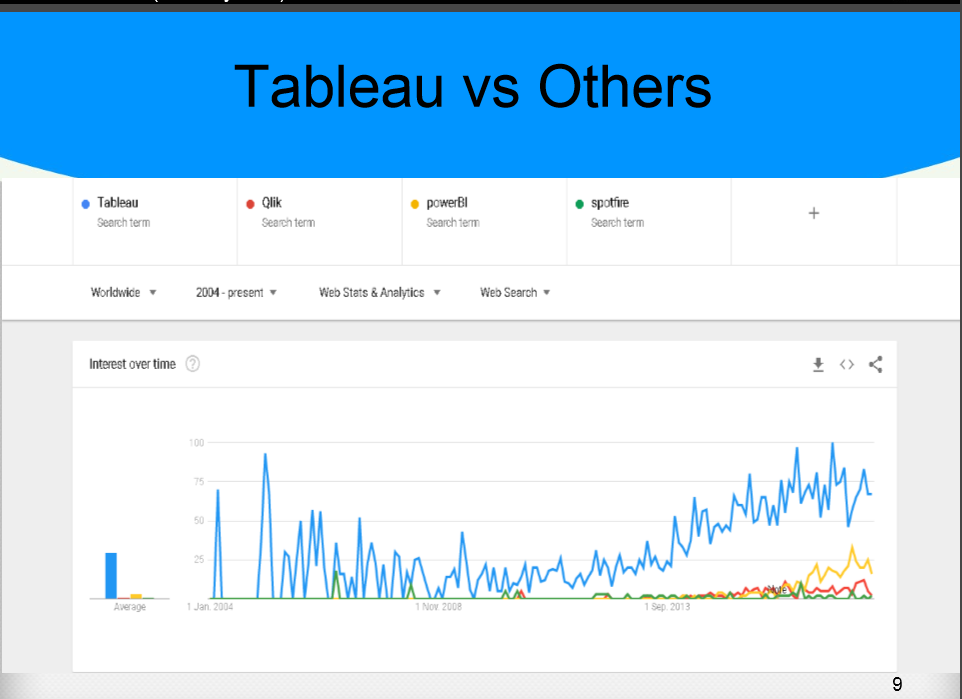 Tableau vs Others
Tableau Qlik powerBI spotfire +
Search term Search term Search term Search term
Worldwide 2004 - present Web Stats & Analytics Web Search
Interest over time ?
100
75
50
25
Note
Average 1 Jan. 2004 1 Nov 2008 1 Sep. 2013
9